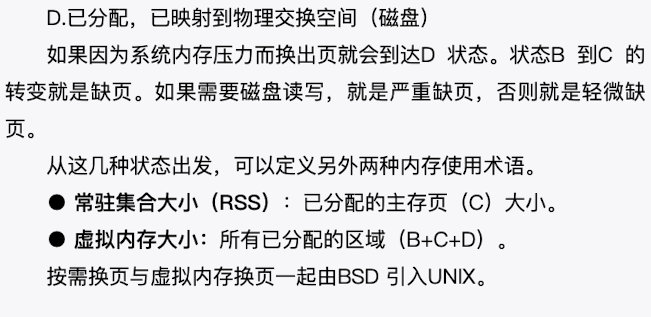 D.已分配，已映射到物理交换空间（磁盘）
如果因为系统内存压力而换出页就会到达D 状态。状态B 到C 的
转变就是缺页。如果需要磁盘读写，就是严重缺页，否则就是轻微缺
页。
从这几种状态出发，可以定义另外两种内存使用术语。
● 常驻集合大小（RSS）：已分配的主存页（C）大小。
● 虚拟内存大小：所有已分配的区域（B+C+D）。
按需换页与虚拟内存换页一起由BSD 引入UNIX。